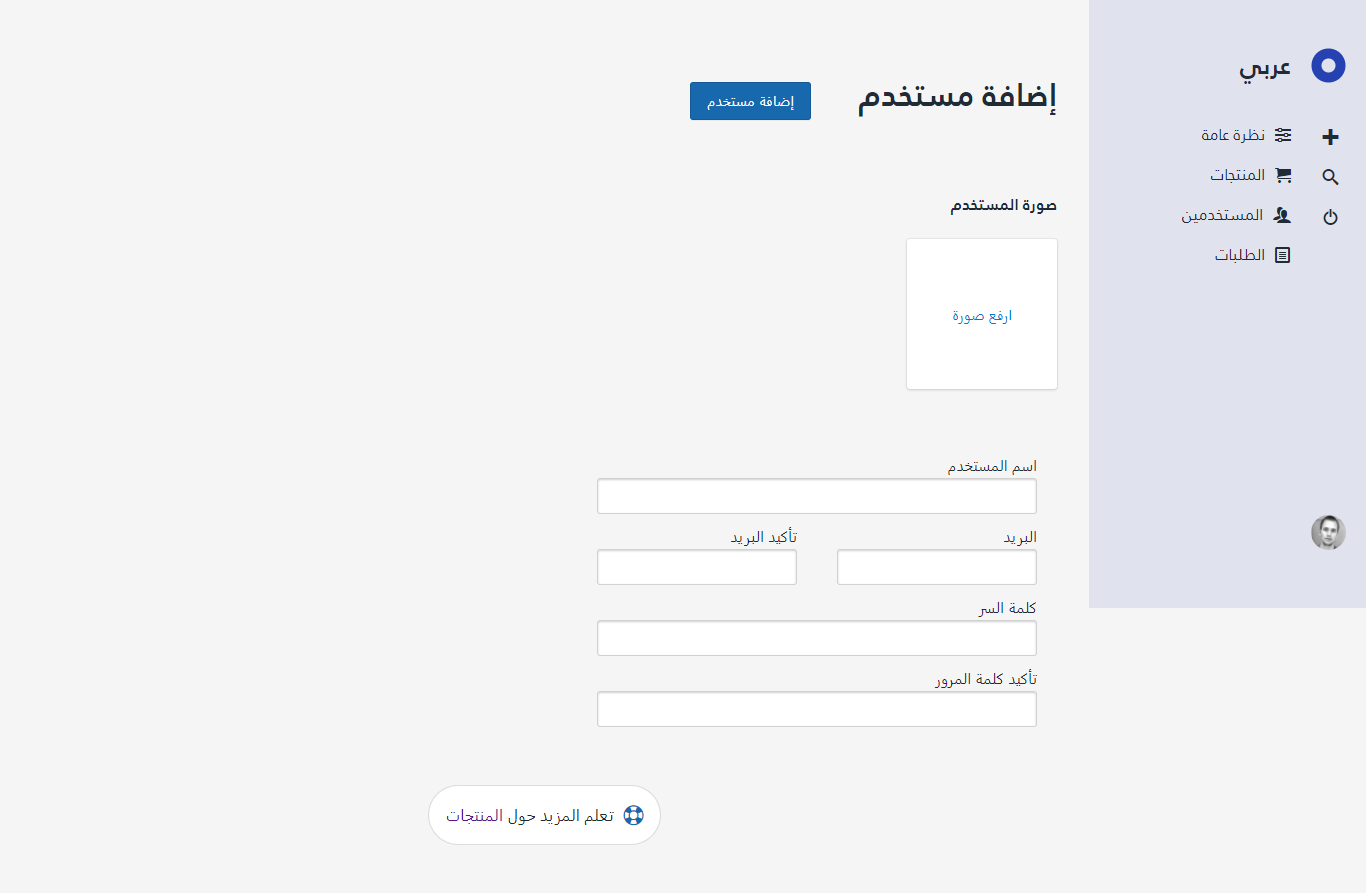 عربي
نظرة عامة
المنتجات
المستخدمين
الطلبات
إضافة مستخدم
إضافة مستخدم
صورة المستخدم
ارفع صورة
اسم المستخدم
البريد
تأكيد البريد
كلمة السر
تأكيد كلمة المرور
تعلم المزيد حول المنتجات